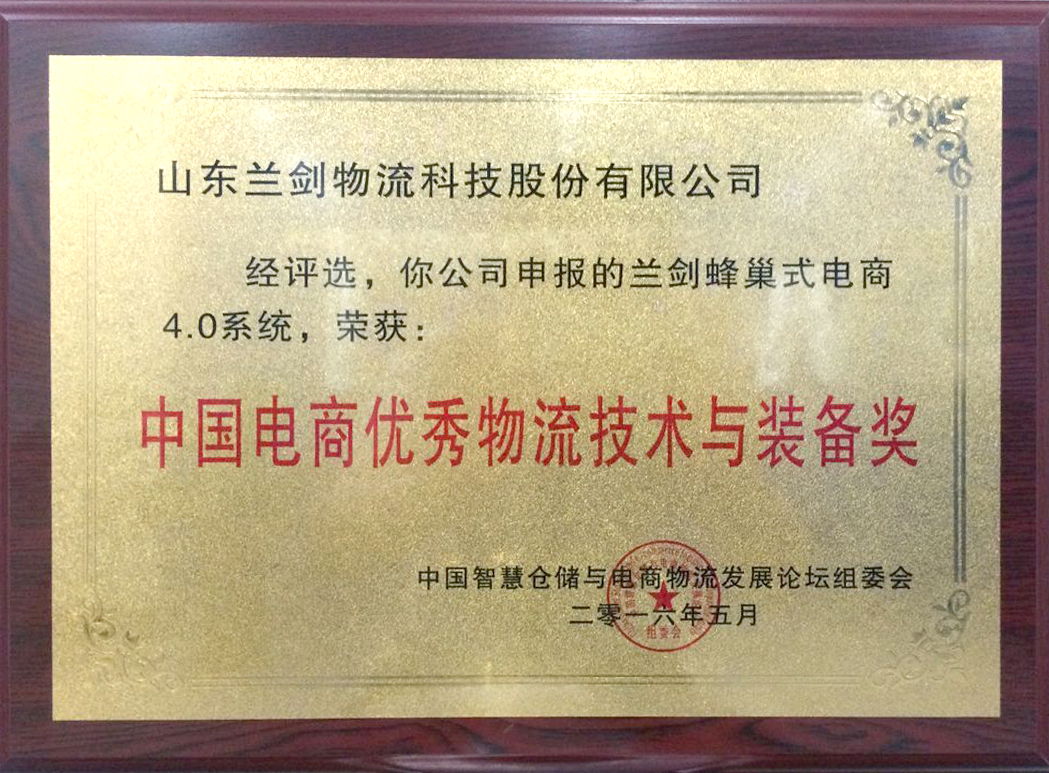 山东兰剑物流科技股份有限公司
经评选，你公司申报的兰剑蜂巢式电商
4.0系统，荣获：
中国电商优秀物流技术与装备奖
中国智慧仓储与电商物流发展论坛组委会
二零一六年五月
组委会